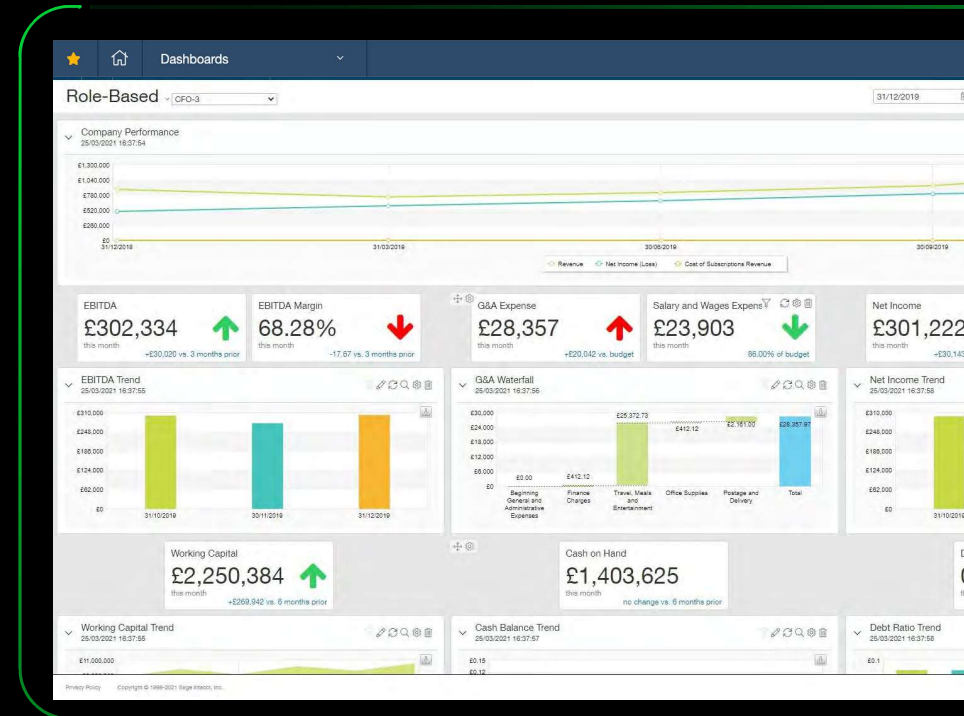 Dashboards
Role-Based CFO-3
31/12/2019
Company Performance
25/03/2021 16:37:54
£1,300,000
£1,040,000
£780,000
£520,000
£260,000
£0
31/12/2018 31/03/2019 30/06/2019 30/09/2019
Revenue Net Income (Loss) Cost of Subscriptions Revenue
EBITDA
£302,334
this month
+£30,020 vs. 3 months prior
EBITDA Margin
68.28%
this month
-17.67 vs. 3 months prior
G&A Expense
£28,357
this month
+£20,042 vs. budget
Salary and Wages Expens
£23,903
this month
86.00% of budget
Net Income
£301,222
this month
+£30,143
EBITDA Trend
25/03/2021 16:37:55
£310,000
£248,000
£186,000
£124,000
£62,000
£0
31/10/2019 30/11/2019 31/12/2019
G&A Waterfall
25/03/2021 16:37:56
£30,000
£24,000
£18,000
£12,000
£6,000
£0
£0.00 £412.12 £25,372.73 £412.12 £2,161.00 £28,357.97
Beginning General and Administrative Expenses
Finance Charges
Travel, Meals and Entertainment
Office Supplies
Postage and Delivery
Total
Net Income Trend
25/03/2021 16:37:58
£310,000
£248,000
£186,000
£124,000
£62,000
£0
31/10/2019
Working Capital
£2,250,384
this month
+£269,942 vs. 6 months prior
Cash on Hand
£1,403,625
this month
no change vs. 6 months prior
Working Capital Trend
25/03/2021 16:37:55
£11,000,000
Cash Balance Trend
25/03/2021 16:37:57
£0.15
£0.12
Debt Ratio Trend
25/03/2021 16:37:58
£0.1
Privacy Policy Copyright © 1999-2021 Sage Intacct, Inc.